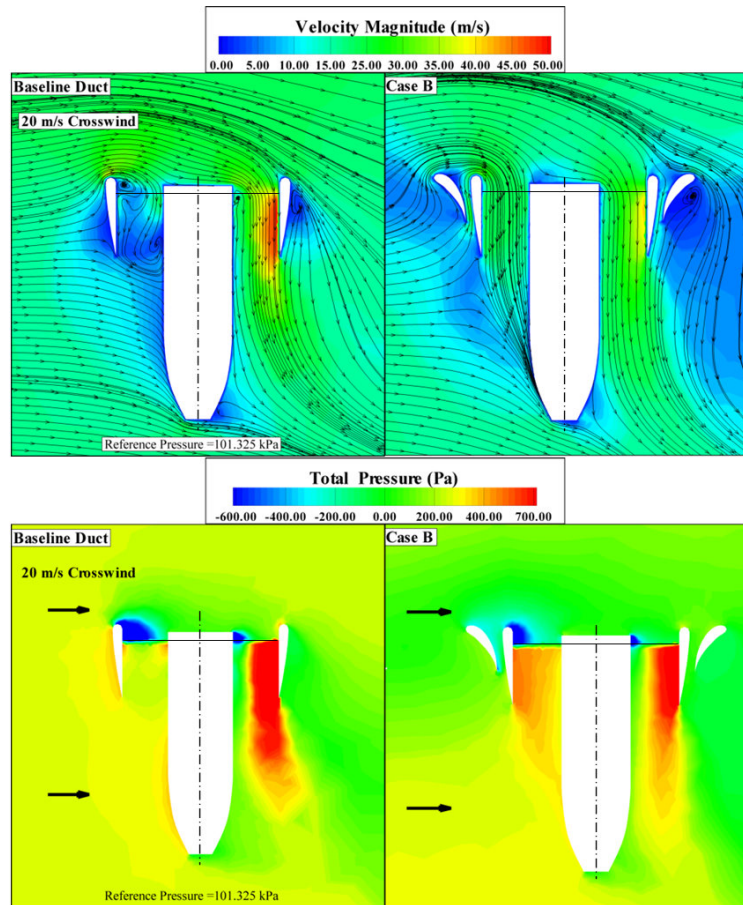 Velocity Magnitude (m/s)
0.00 5.00 10.00 15.00 20.00 25.00 30.00 35.00 40.00 45.00 50.00
Baseline Duct
20 m/s Crosswind
Reference Pressure =101.325 kPa
Case B
Total Pressure (Pa)
-600.00 -400.00 -200.00 0.00 200.00 400.00 700.00
Baseline Duct
20 m/s Crosswind
Reference Pressure =101.325 kPa
Case B